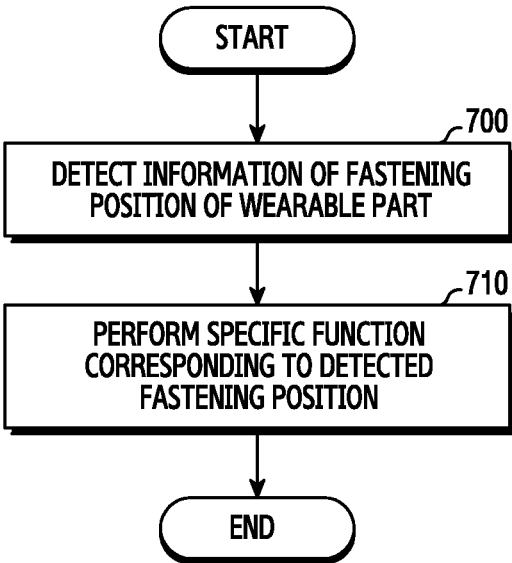 START
700
DETECT INFORMATION OF FASTENING
POSITION OF WEARABLE PART
710
PERFORM SPECIFIC FUNCTION
CORRESPONDING TO DETECTED
FASTENING POSITION
END